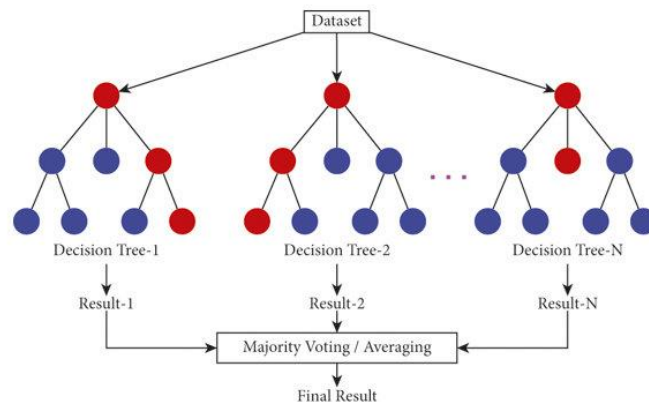 Dataset
. . .
Decision Tree-1
Decision Tree-2
Decision Tree-N
Result-1
Result-2
Result-N
Majority Voting / Averaging
Final Result